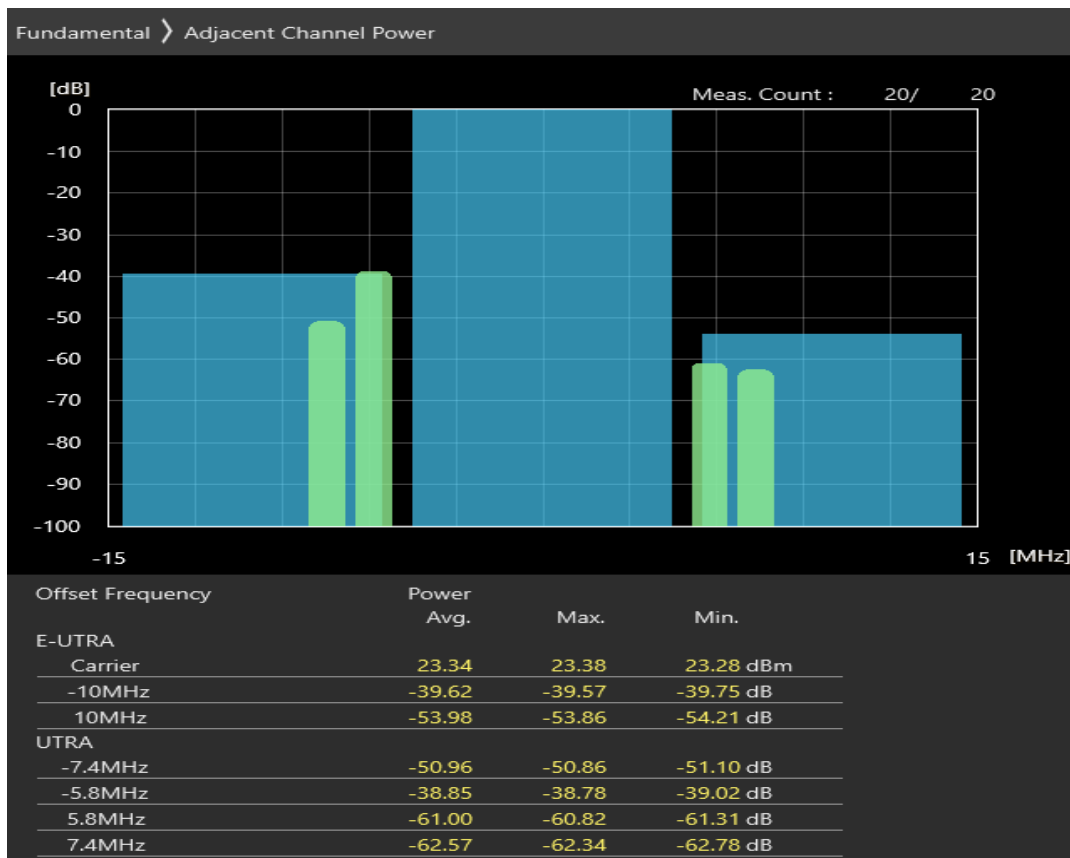 Fundamental 〉 Adjacent Channel Power
[dB]
Meas. Count : 20/ 20
0
-10
-20
-30
-40
-50
-60
-70
-80
-90
-100
-15 15 [MHz]
Offset Frequency Power
Avg. Max. Min.
E-UTRA
Carrier 23.34 23.38 23.28 dBm
-10MHz -39.62 -39.57 -39.75 dB
10MHz -53.98 -53.86 -54.21 dB
UTRA
-7.4MHz -50.96 -50.86 -51.10 dB
-5.8MHz -38.85 -38.78 -39.02 dB
5.8MHz -61.00 -60.82 -61.31 dB
7.4MHz -62.57 -62.34 -62.78 dB